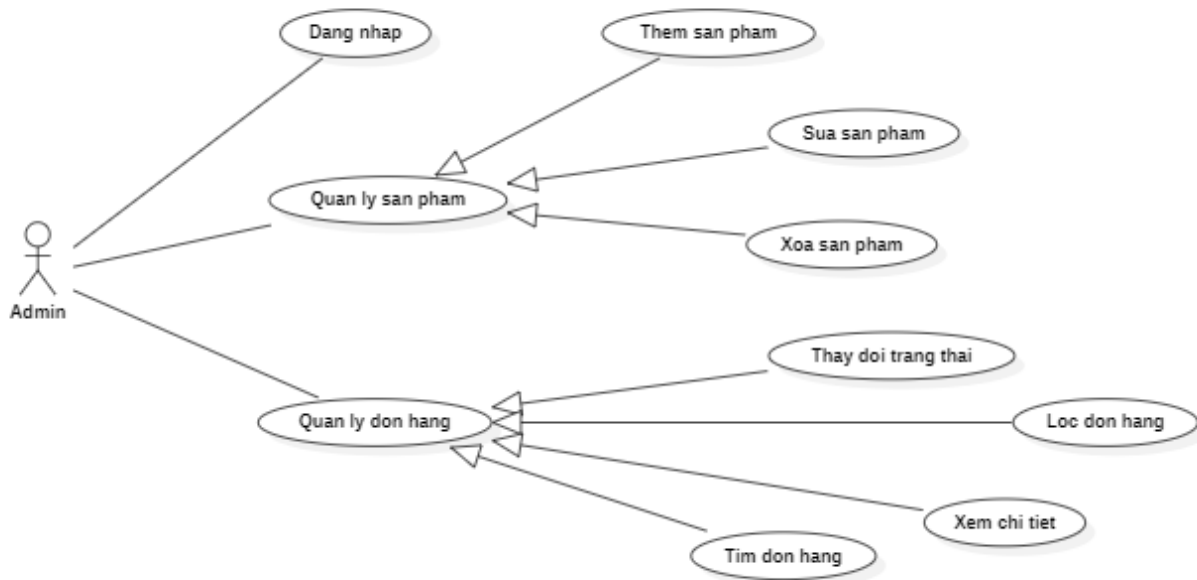 Dang nhap
Them san pham
Sua san pham
Quan ly san pham
Xoa san pham
Admin
Thay doi trang thai
Quan ly don hang
Loc don hang
Xem chi tiet
Tim don hang